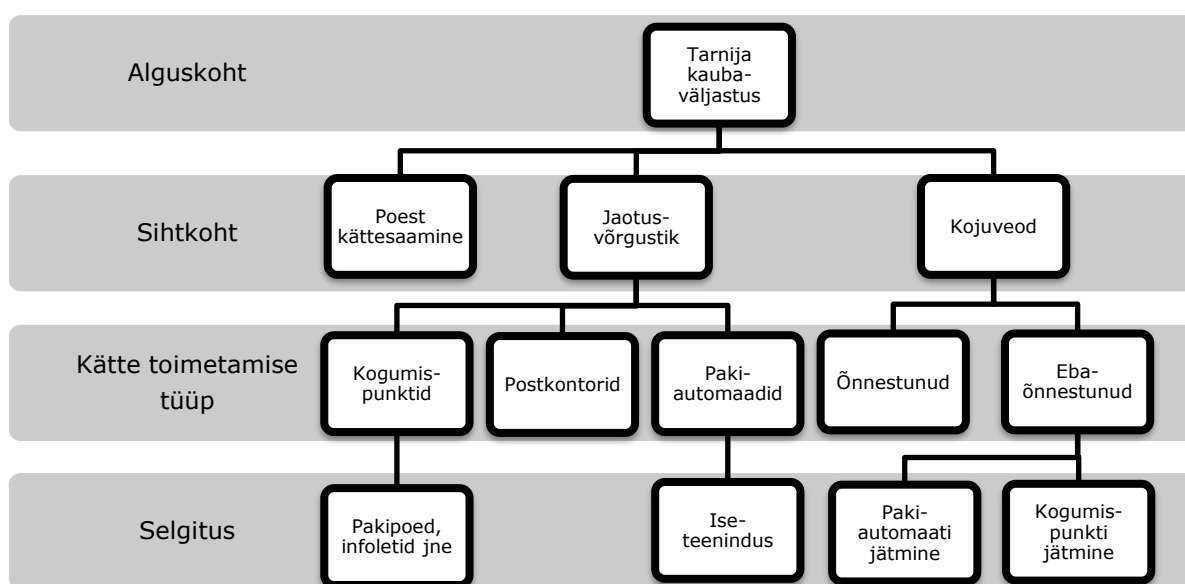 Alguskoht
Tarnija
kauba-
väljastus
Sihtkoht
Poest
kättesaamine
Jaotus-
võrgustik
Kojuveod
Kätte toimetamise
tüüp
Kogumis-
punktid
Postkontorid
Paki-
automaadid
Õnnestunud
Eba-
õnnestunud
Selgitus
Pakipoed,
infoletid jne
Ise-
teenindus
Paki-
automaati
jätmine
Kogumis-
punkti
jätmine